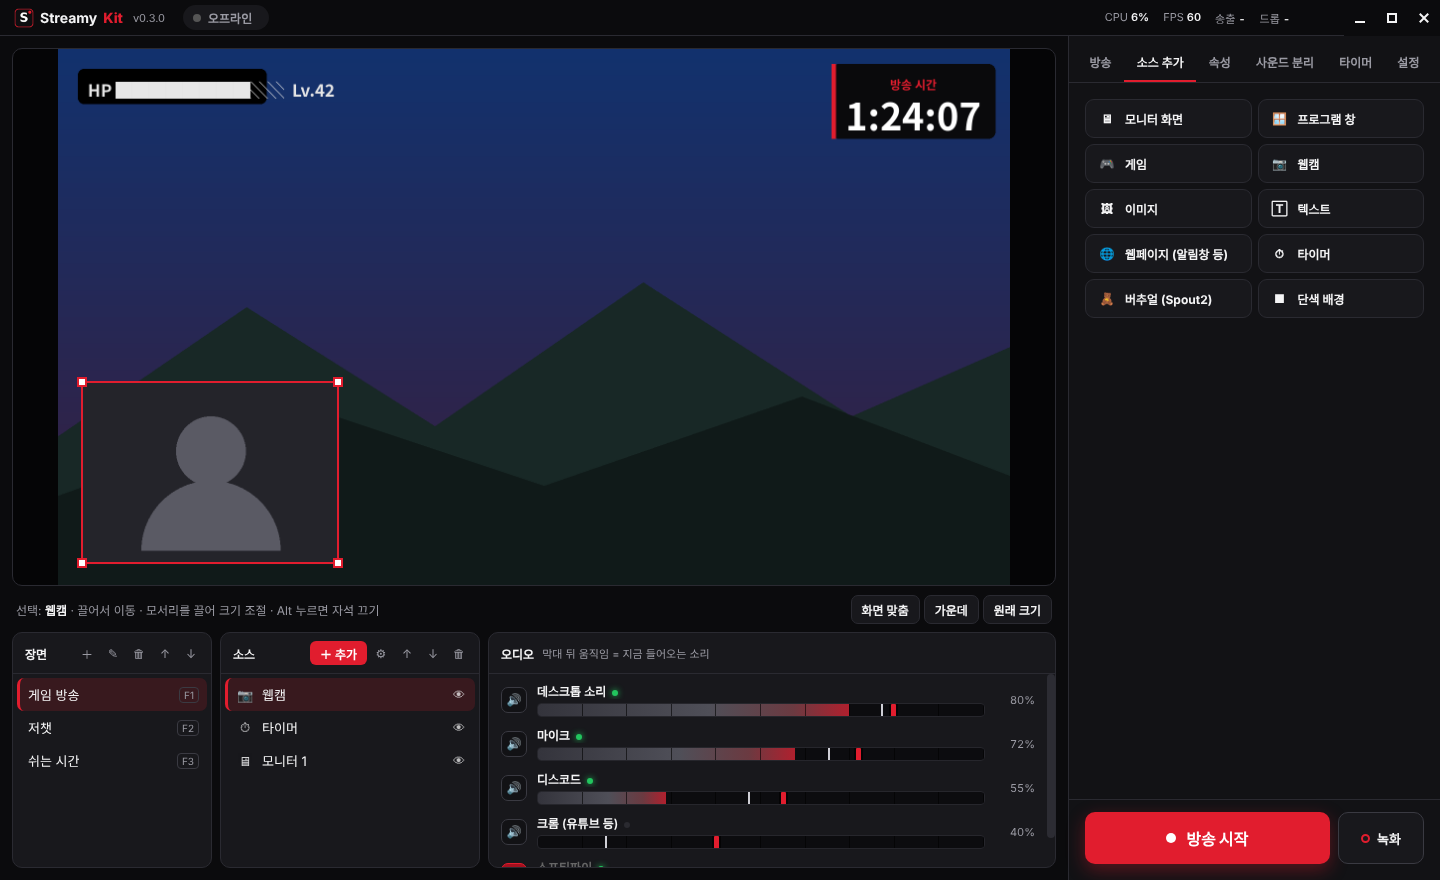 S Streamy Kit v0.3.0 오프라인 CPU 6% FPS 60 송출 - 드롭 -
방송 소스 추가 속성 사운드 분리 타이머 설정
HP Lv.42
방송 시간
1:24:07
모니터 화면 프로그램 창
게임 웹캠
이미지 T 텍스트
웹페이지 (알림창 등) 타이머
버추얼 (Spout2) 단색 배경
선택: 웹캠 · 끌어서 이동 · 모서리를 끌어 크기 조절 · Alt 누르면 자석 끄기
화면 맞춤 가운데 원래 크기
장면
게임 방송 F1
저챗 F2
쉬는 시간 F3
소스 + 추가
웹캠
타이머
모니터 1
오디오 막대 뒤 움직임 = 지금 들어오는 소리
데스크톱 소리 80%
마이크 72%
디스코드 55%
크롬 (유튜브 등) 40%
방송 시작 녹화